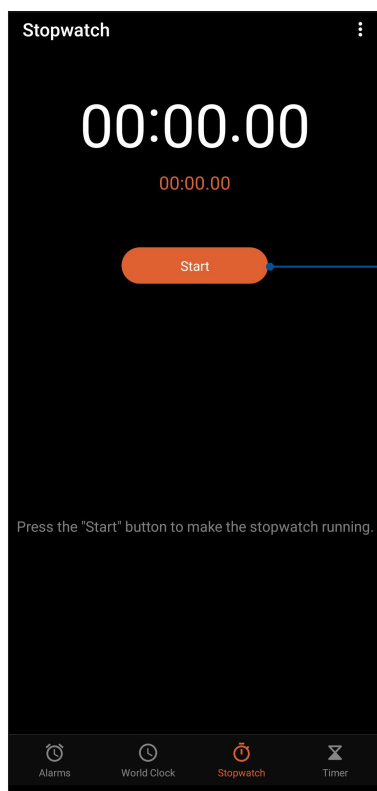 Stopwatch
00:00.00
00:00.00
Start
Press the "Start" button to make the stopwatch running.
Alarms World Clock Stopwatch Timer